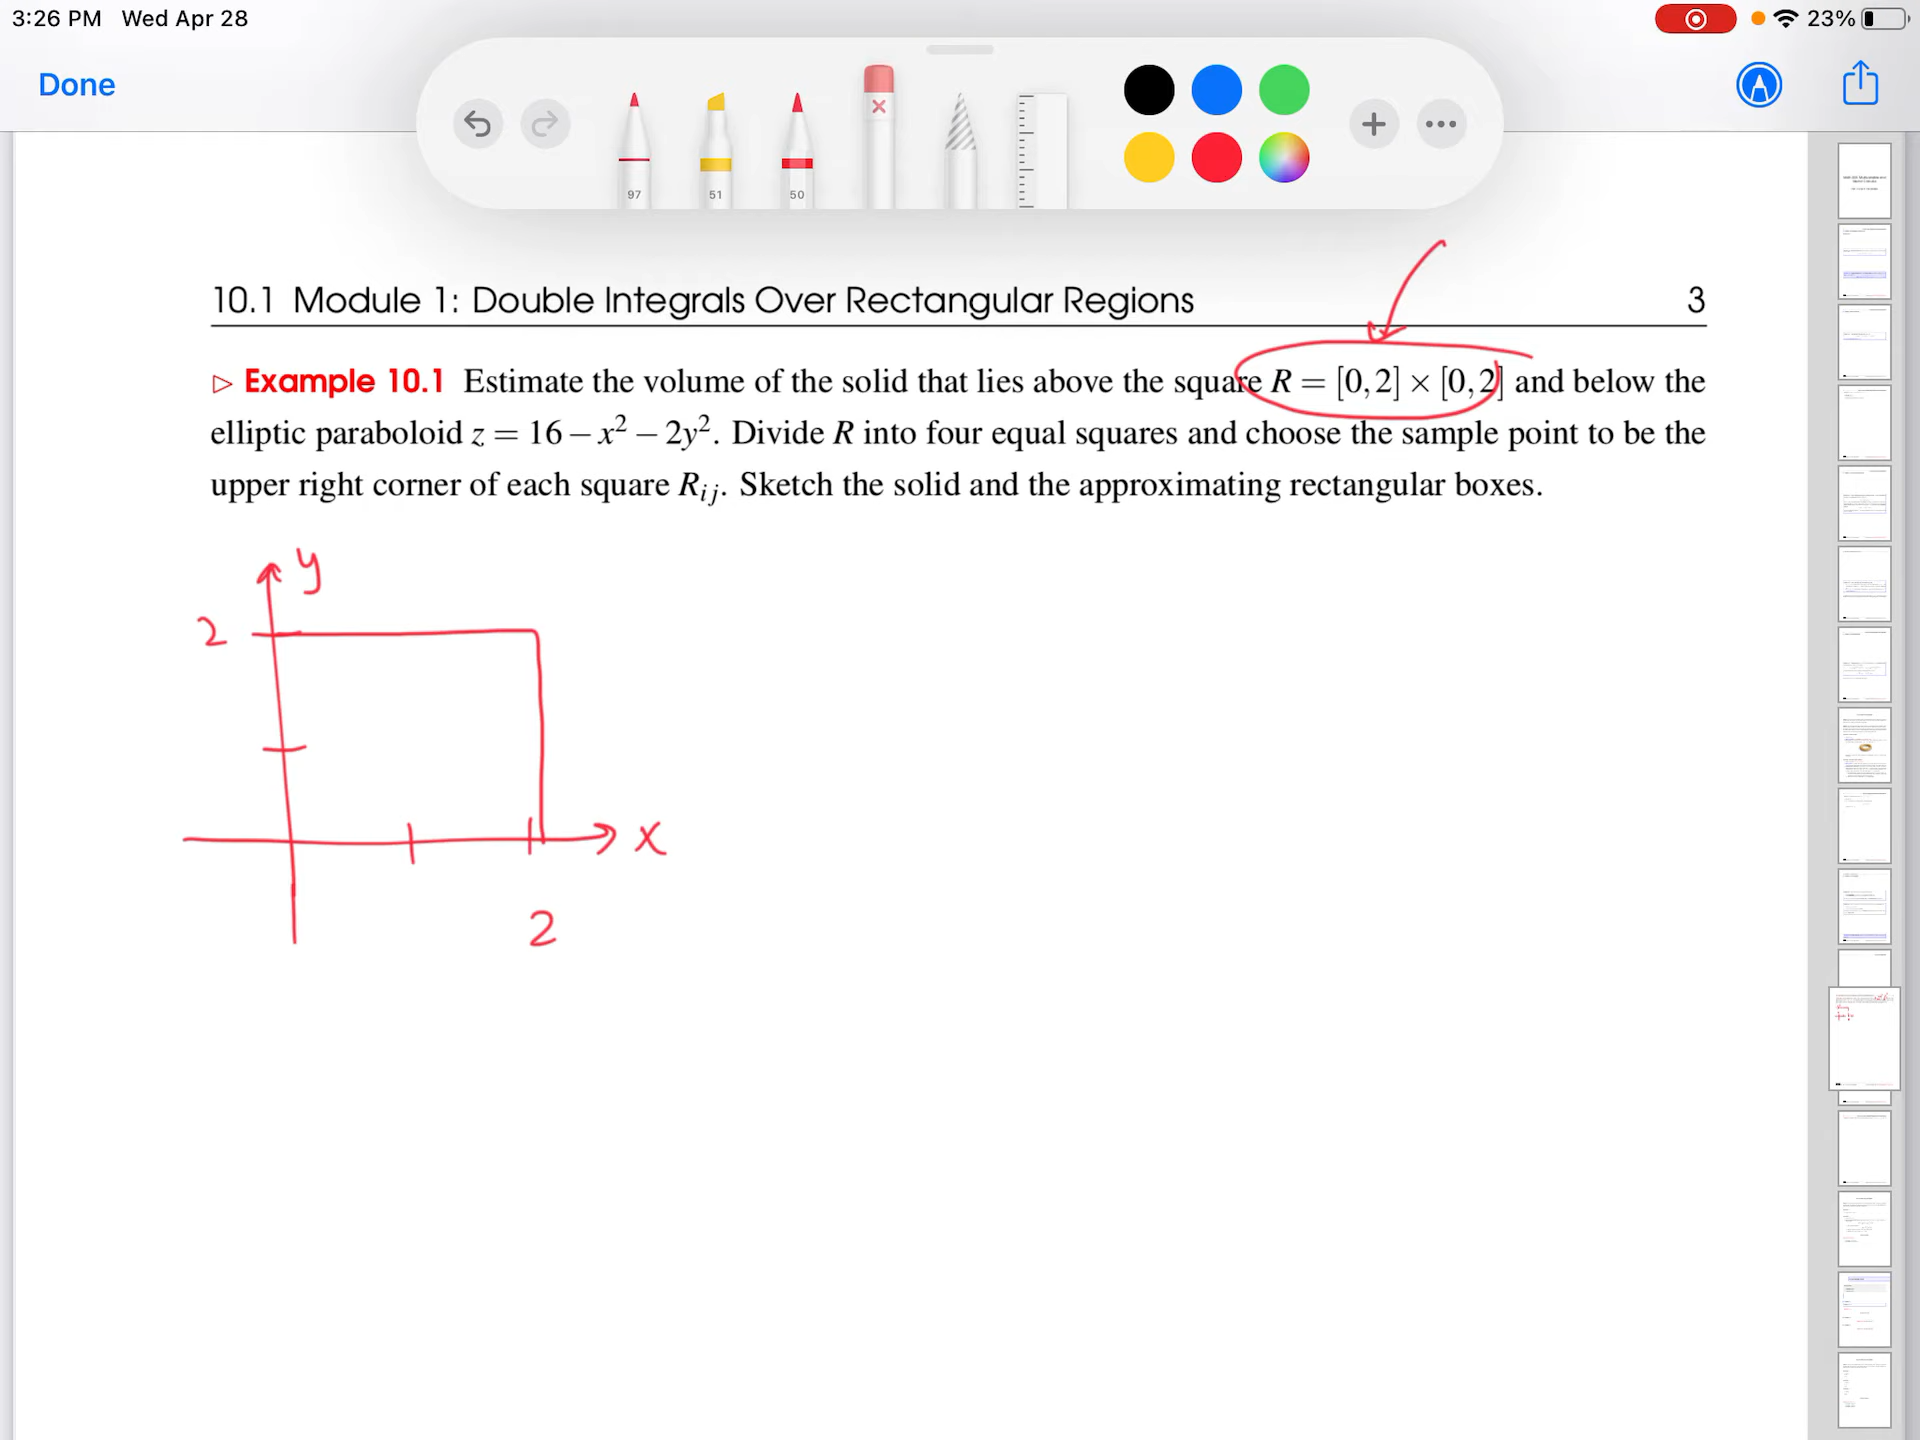 3:26 PM Wed Apr 28
23%
Done
97
51
50
10.1 Module 1: Double Integrals Over Rectangular Regions 3
▷ Example 10.1 Estimate the volume of the solid that lies above the square R = [0,2] × [0,2] and below the
elliptic paraboloid z = 16 − x² − 2y². Divide R into four equal squares and choose the sample point to be the
upper right corner of each square Rᵢⱼ. Sketch the solid and the approximating rectangular boxes.
y
2
x
2